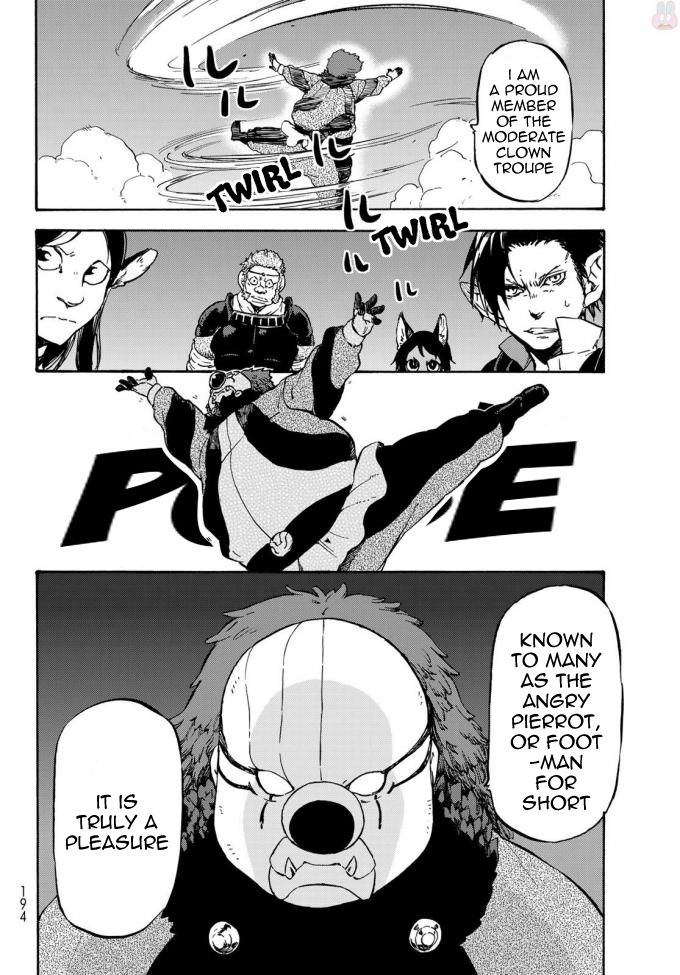 I AM
A PROUD
MEMBER
OF THE
MODERATE
CLOWN
TROUPE
ル
ル
ル
ル
ル
ル
TWIRL
TWIRL
KNOWN
TO MANY
AS THE
ANGRY
PIERROT,
OR FOOT
-MAN
FOR
SHORT
IT IS
TRULY A
PLEASURE
194